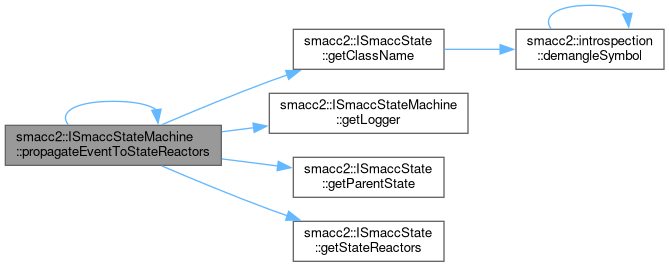 smacc2::ISmaccStateMachine
::propagateEventToStateReactors
smacc2::ISmaccState
::getClassName
smacc2::introspection
::demangleSymbol
smacc2::ISmaccStateMachine
::getLogger
smacc2::ISmaccState
::getParentState
smacc2::ISmaccState
::getStateReactors